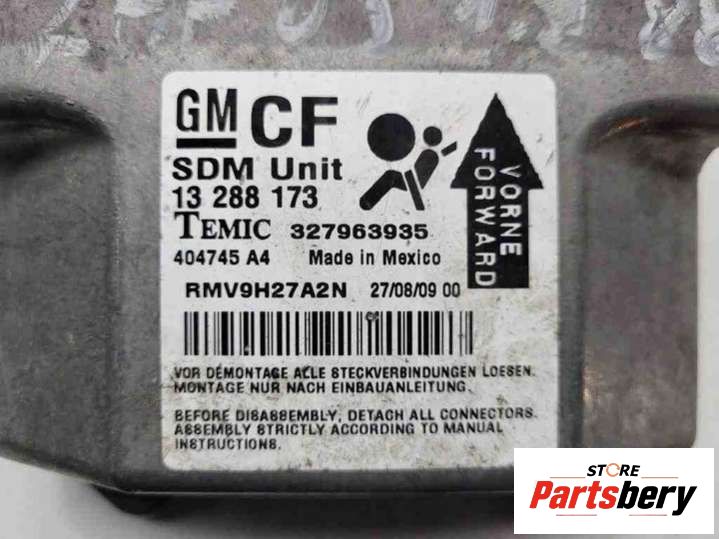 GM CF
SDM Unit
13 288 173
TEMIC 327963935
404745 A4 Made in Mexico
RMV9H27A2N 27/08/09 00
VORNE
FORWARD
VOR DEMONTAGE ALLE STECKVERBINDUNGEN LOESEN.
MONTAGE NUR NACH EINBAUANLEITUNG.
BEFORE DISASSEMBLY, DETACH ALL CONNECTORS.
ASSEMBLY STRICTLY ACCORDING TO MANUAL
INSTRUCTIONS.
STORE
Partsbery